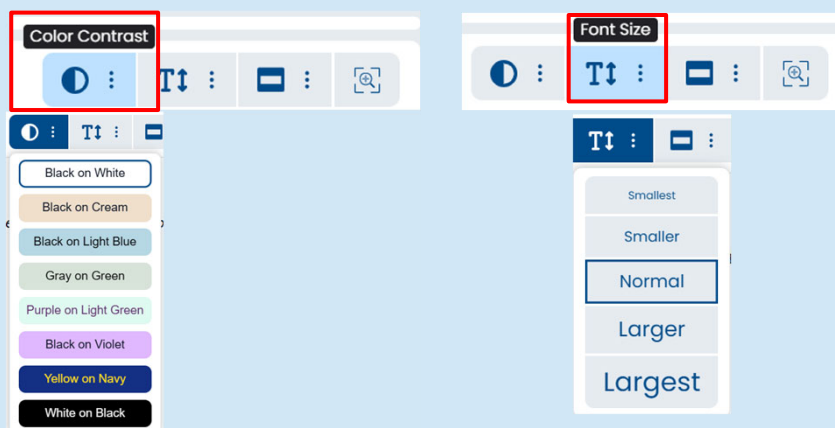 Color Contrast
T
T
Black on White
Black on Cream
Black on Light Blue
Gray on Green
Purple on Light Green
Black on Violet
Yellow on Navy
White on Black
Font Size
T
T
Smallest
Smaller
Normal
Larger
Largest